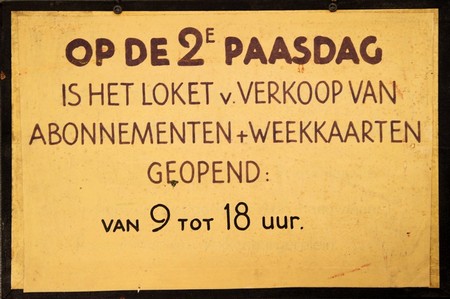 OP DE 2E PAASDAG
IS HET LOKET v. VERKOOP VAN
ABONNEMENTEN + WEEKKAARTEN
GEOPEND:
VAN 9 TOT 18 uur.